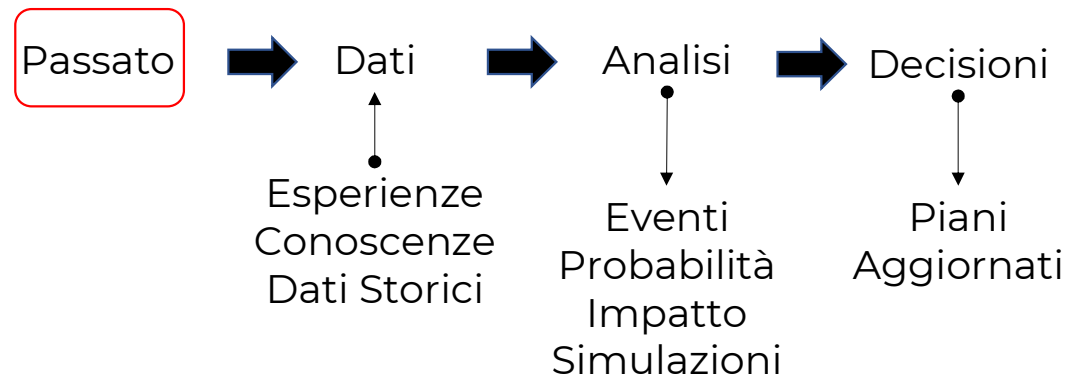 Passato
Dati
Analisi
Decisioni
Esperienze
Conoscenze
Dati Storici
Eventi
Probabilità
Impatto
Simulazioni
Piani
Aggiornati